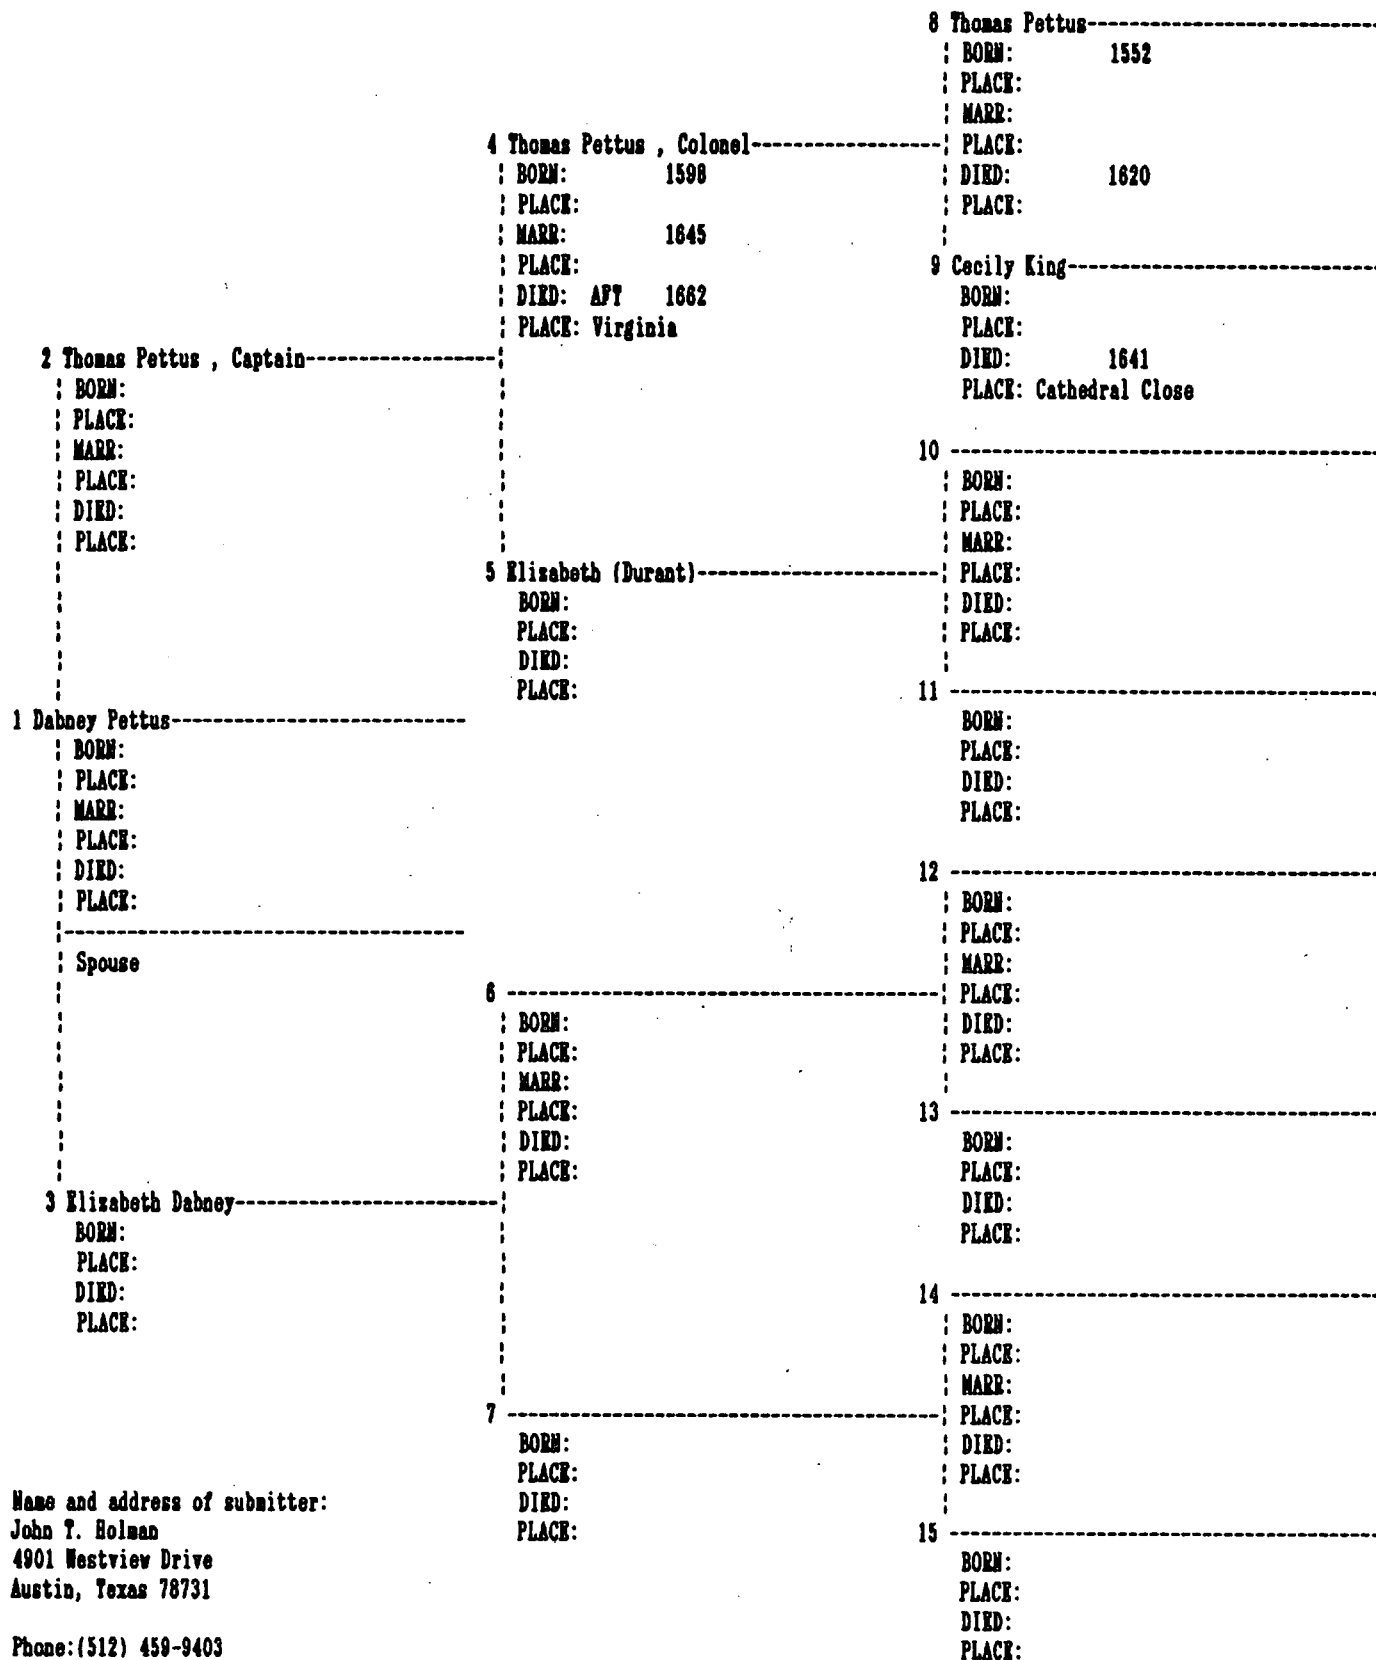 8 Thomas Pettus
BORN: 1552
PLACE:
MARR:
PLACE:
DIED: 1620
PLACE:
4 Thomas Pettus , Colonel
BORN: 1598
PLACE:
MARR: 1645
PLACE:
DIED: AFT 1662
PLACE: Virginia
9 Cecily King
BORN:
PLACE:
DIED: 1641
PLACE: Cathedral Close
2 Thomas Pettus , Captain
BORN:
PLACE:
MARR:
PLACE:
DIED:
PLACE:
10
BORN:
PLACE:
MARR:
PLACE:
DIED:
PLACE:
5 Elizabeth (Durant)
BORN:
PLACE:
DIED:
PLACE:
11
BORN:
PLACE:
DIED:
PLACE:
1 Dabney Pettus
BORN:
PLACE:
MARR:
PLACE:
DIED:
PLACE:
Spouse
12
BORN:
PLACE:
MARR:
PLACE:
DIED:
PLACE:
6
BORN:
PLACE:
MARR:
PLACE:
DIED:
PLACE:
13
BORN:
PLACE:
DIED:
PLACE:
3 Elizabeth Dabney
BORN:
PLACE:
DIED:
PLACE:
14
BORN:
PLACE:
MARR:
PLACE:
DIED:
PLACE:
7
BORN:
PLACE:
DIED:
PLACE:
15
BORN:
PLACE:
DIED:
PLACE:
Name and address of submitter:
John T. Holman
4901 Westview Drive
Austin, Texas 78731
Phone:(512) 459-9403